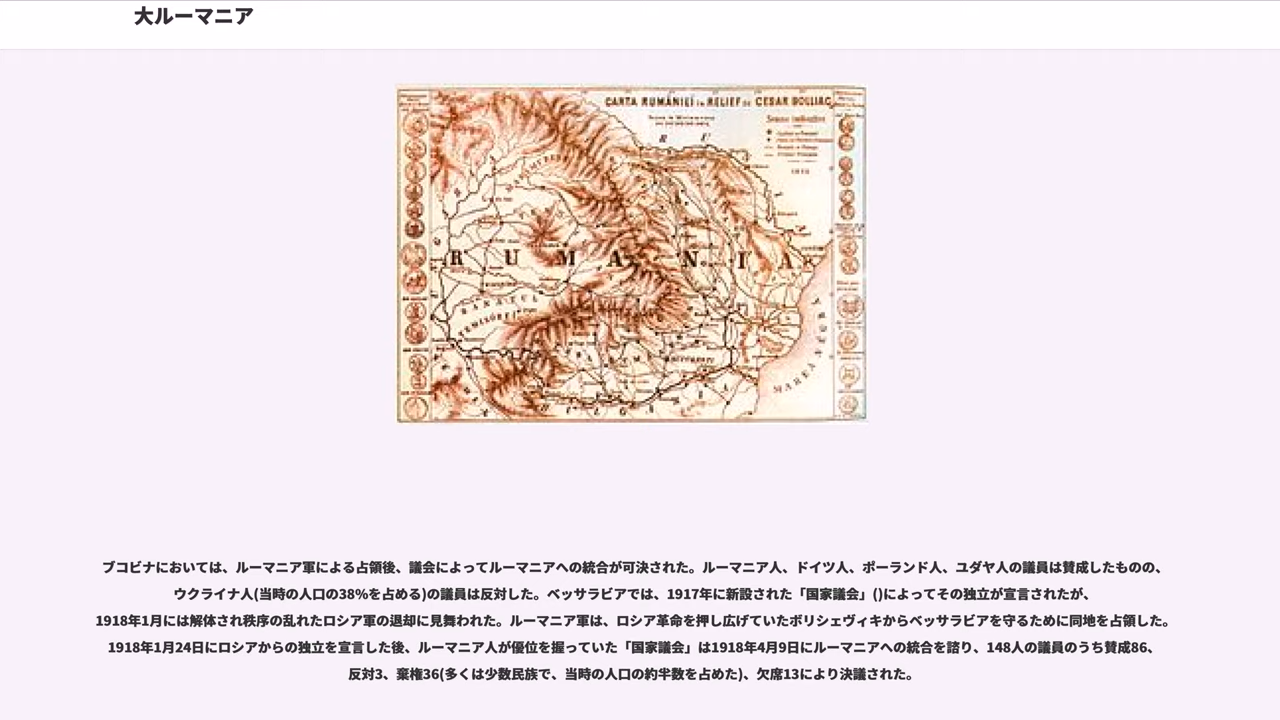 大ルーマニア
CARTA RUMANIEI IN RELIEF DE CESAR BOLLIAC
R U M A N I A
MAREA NEGRA
ブコビナにおいては、ルーマニア軍による占領後、議会によってルーマニアへの統合が可決された。ルーマニア人、ドイツ人、ポーランド人、ユダヤ人の議員は賛成したものの、
ウクライナ人(当時の人口の38%を占める)の議員は反対した。ベッサラビアでは、1917年に新設された「国家議会」()によってその独立が宣言されたが、
1918年1月には解体され秩序の乱れたロシア軍の退却に見舞われた。ルーマニア軍は、ロシア革命を押し広げていたボリシェヴィキからベッサラビアを守るために同地を占領した。
1918年1月24日にロシアからの独立を宣言した後、ルーマニア人が優位を握っていた「国家議会」は1918年4月9日にルーマニアへの統合を諮り、148人の議員のうち賛成86、
反対3、棄権36(多くは少数民族で、当時の人口の約半数を占めた)、欠席13により決議された。